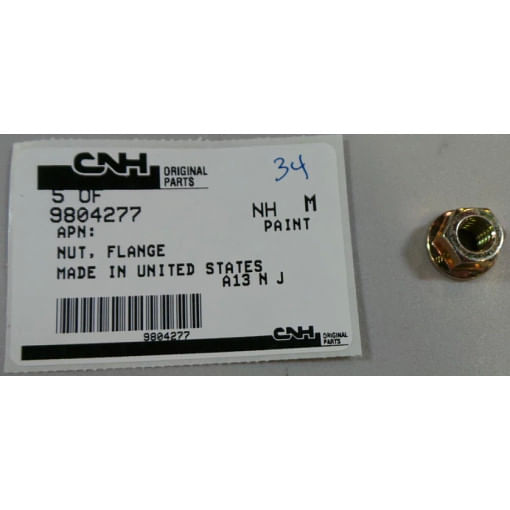 CNH ORIGINAL
PARTS
34
5 OF
9804277
NH M
APN:
PAINT
NUT, FLANGE
MADE IN UNITED STATES
A13 N J
9804277
CNH ORIGINAL
PARTS